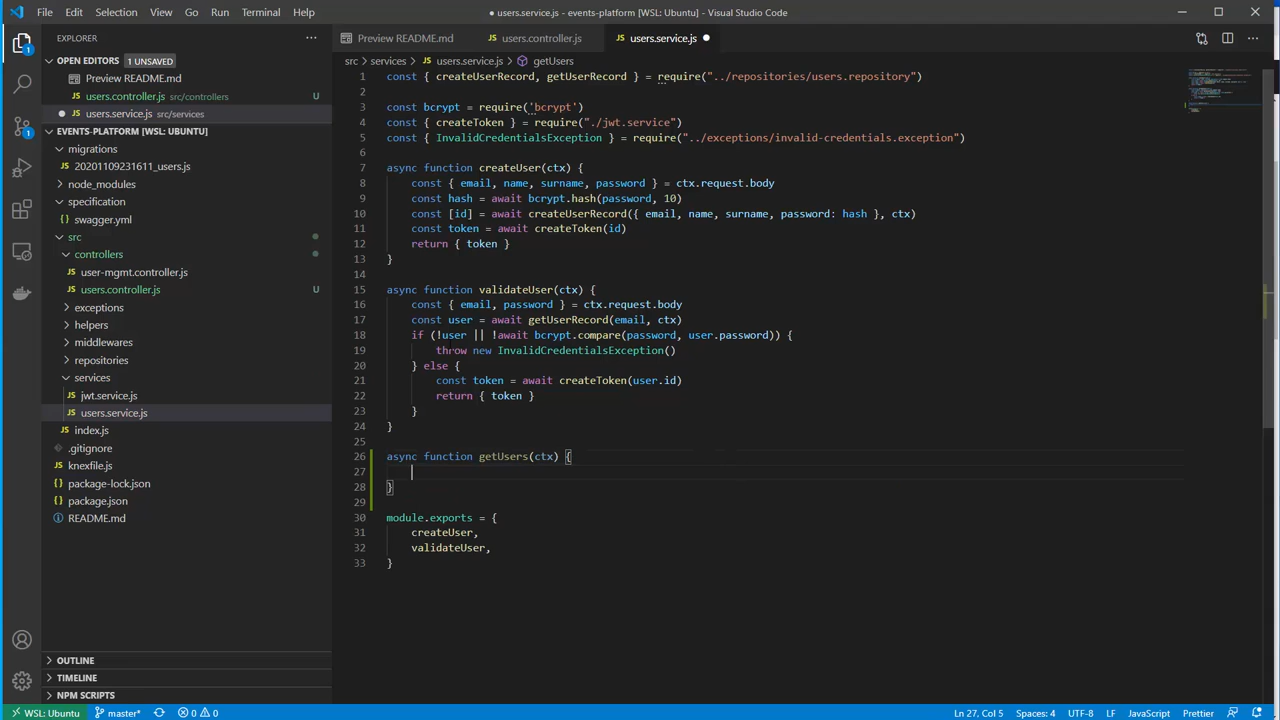 File Edit Selection View Go Run Terminal Help
● users.service.js - events-platform [WSL: Ubuntu] - Visual Studio Code
EXPLORER
OPEN EDITORS 1 UNSAVED
Preview README.md
users.controller.js src/controllers U
users.service.js src/services
EVENTS-PLATFORM [WSL: UBUNTU]
migrations
20201109231611_users.js
node_modules
specification
swagger.yml
src
controllers
user-mgmt.controller.js
users.controller.js U
exceptions
helpers
middlewares
repositories
services
jwt.service.js
users.service.js
index.js
.gitignore
knexfile.js
package-lock.json
package.json
README.md
OUTLINE
TIMELINE
NPM SCRIPTS
Preview README.md users.controller.js users.service.js
src > services > users.service.js > getUsers
1 const { createUserRecord, getUserRecord } = require("../repositories/users.repository")
2
3 const bcrypt = require('bcrypt')
4 const { createToken } = require("./jwt.service")
5 const { InvalidCredentialsException } = require("../exceptions/invalid-credentials.exception")
6
7 async function createUser(ctx) {
8 const { email, name, surname, password } = ctx.request.body
9 const hash = await bcrypt.hash(password, 10)
10 const [id] = await createUserRecord({ email, name, surname, password: hash }, ctx)
11 const token = await createToken(id)
12 return { token }
13 }
14
15 async function validateUser(ctx) {
16 const { email, password } = ctx.request.body
17 const user = await getUserRecord(email, ctx)
18 if (!user || !await bcrypt.compare(password, user.password)) {
19 throw new InvalidCredentialsException()
20 } else {
21 const token = await createToken(user.id)
22 return { token }
23 }
24 }
25
26 async function getUsers(ctx) {
27
28 }
29
30 module.exports = {
31 createUser,
32 validateUser,
33 }
1
1
WSL: Ubuntu master* 0 0 Ln 27, Col 5 Spaces: 4 UTF-8 LF JavaScript Prettier